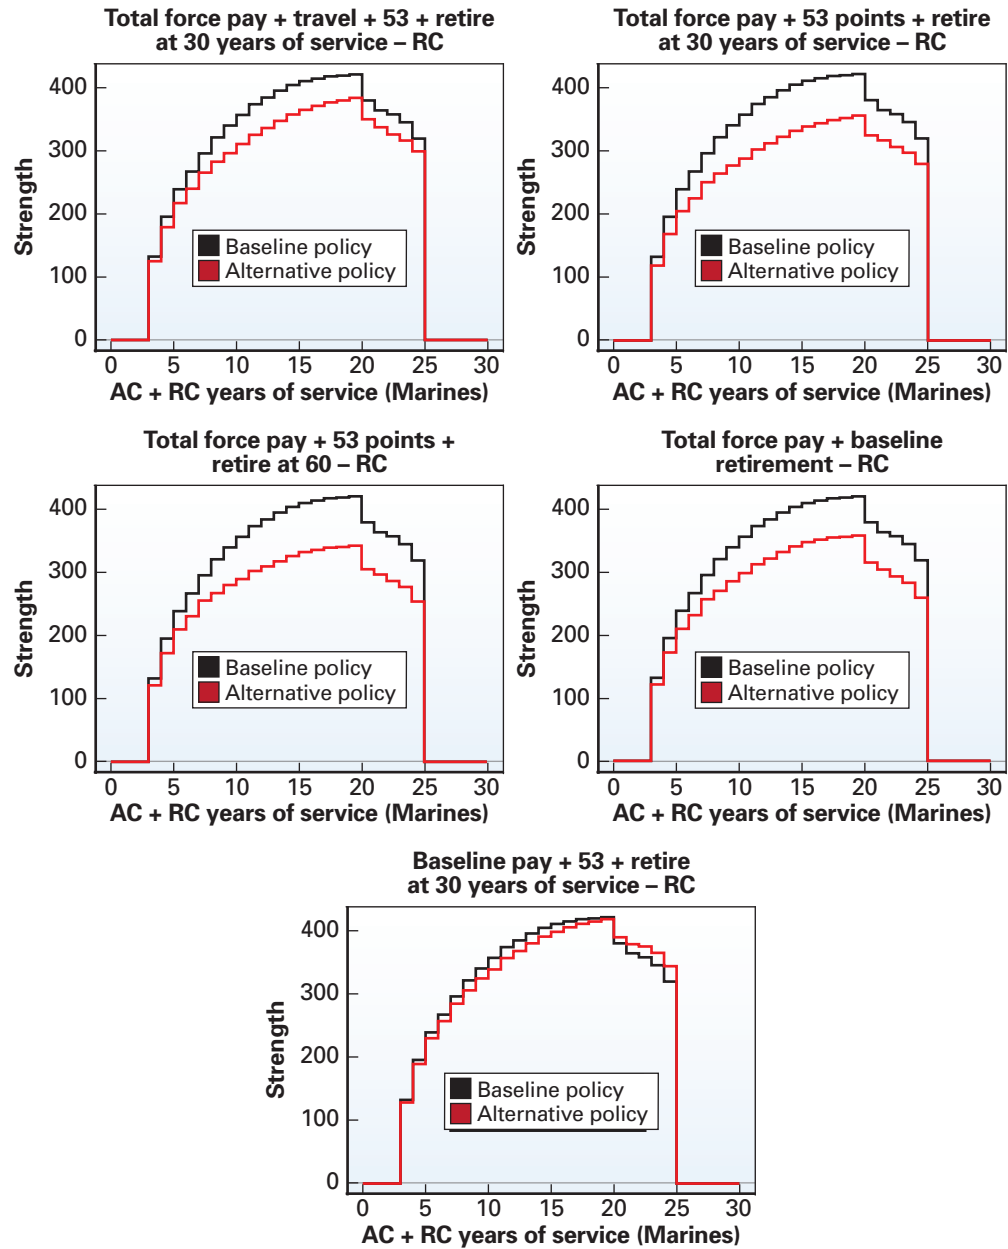 Total force pay + travel + 53 + retire
at 30 years of service – RC
400
300
200
100
0
Strength
Baseline policy
Alternative policy
0 5 10 15 20 25 30
AC + RC years of service (Marines)
Total force pay + 53 points + retire
at 30 years of service – RC
400
300
200
100
0
Strength
Baseline policy
Alternative policy
0 5 10 15 20 25 30
AC + RC years of service (Marines)
Total force pay + 53 points +
retire at 60 – RC
400
300
200
100
0
Strength
Baseline policy
Alternative policy
0 5 10 15 20 25 30
AC + RC years of service (Marines)
Total force pay + baseline
retirement – RC
400
300
200
100
0
Strength
Baseline policy
Alternative policy
0 5 10 15 20 25 30
AC + RC years of service (Marines)
Baseline pay + 53 + retire
at 30 years of service – RC
400
300
200
100
0
Strength
Baseline policy
Alternative policy
0 5 10 15 20 25 30
AC + RC years of service (Marines)